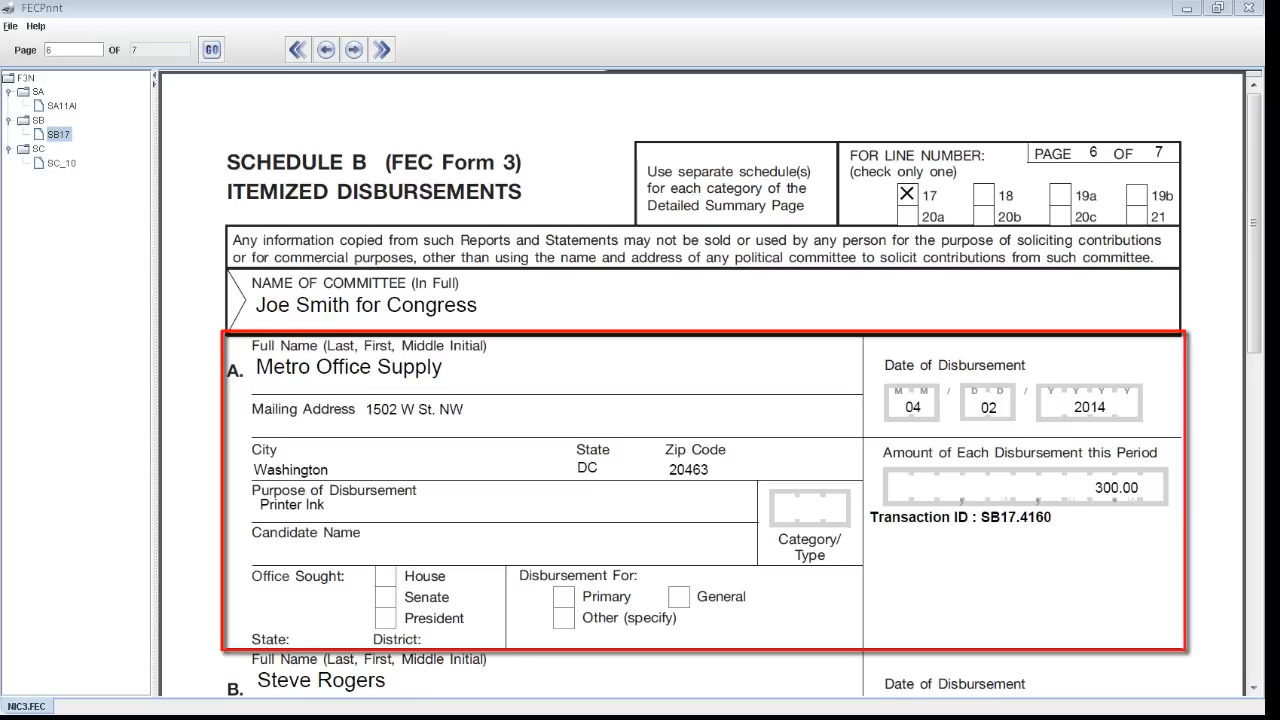 FECPrint
File Help
Page 6 OF 7 GO
F3N
SA
SA11AI
SB
SB17
SC
SC_10
SCHEDULE B (FEC Form 3)
ITEMIZED DISBURSEMENTS
Use separate schedule(s)
for each category of the
Detailed Summary Page
FOR LINE NUMBER:
(check only one)
PAGE 6 OF 7
17 18 19a 19b
20a 20b 20c 21
Any information copied from such Reports and Statements may not be sold or used by any person for the purpose of soliciting contributions
or for commercial purposes, other than using the name and address of any political committee to solicit contributions from such committee.
NAME OF COMMITTEE (In Full)
Joe Smith for Congress
Full Name (Last, First, Middle Initial)
A. Metro Office Supply
Mailing Address 1502 W St. NW
City State Zip Code
Washington DC 20463
Purpose of Disbursement
Printer Ink
Candidate Name
Category/
Type
Office Sought: House
Senate
President
State: District:
Disbursement For:
Primary General
Other (specify)
Date of Disbursement
M M / D D / Y Y Y Y
04 02 2014
Amount of Each Disbursement this Period
300.00
Transaction ID : SB17.4160
Full Name (Last, First, Middle Initial)
B. Steve Rogers
Date of Disbursement
NIC3.FEC